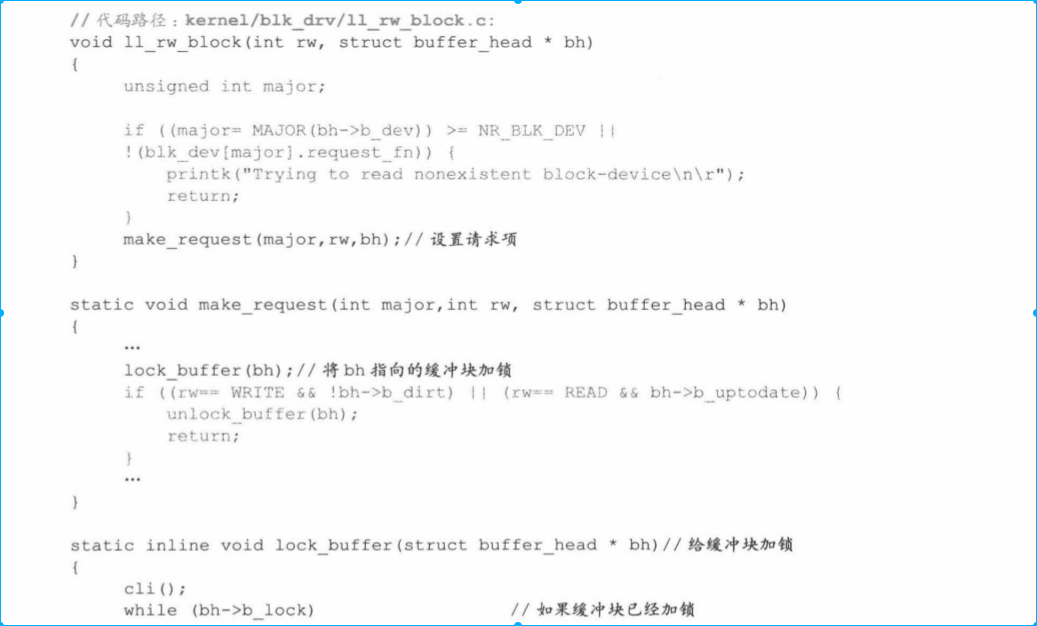 // 代码路径：kernel/blk_drv/ll_rw_block.c:
void ll_rw_block(int rw, struct buffer_head * bh)
{
unsigned int major;
if ((major= MAJOR(bh->b_dev)) >= NR_BLK_DEV ||
!(blk_dev[major].request_fn)) {
printk("Trying to read nonexistent block-device\n\r");
return;
}
make_request(major,rw,bh);// 设置请求项
}
static void make_request(int major,int rw, struct buffer_head * bh)
{
…
lock_buffer(bh);// 将 bh 指向的缓冲块加锁
if ((rw== WRITE && !bh->b_dirt) || (rw== READ && bh->b_uptodate)) {
unlock_buffer(bh);
return;
}
…
}
static inline void lock_buffer(struct buffer_head * bh)// 给缓冲块加锁
{
cli();
while (bh->b_lock) // 如果缓冲块已经加锁